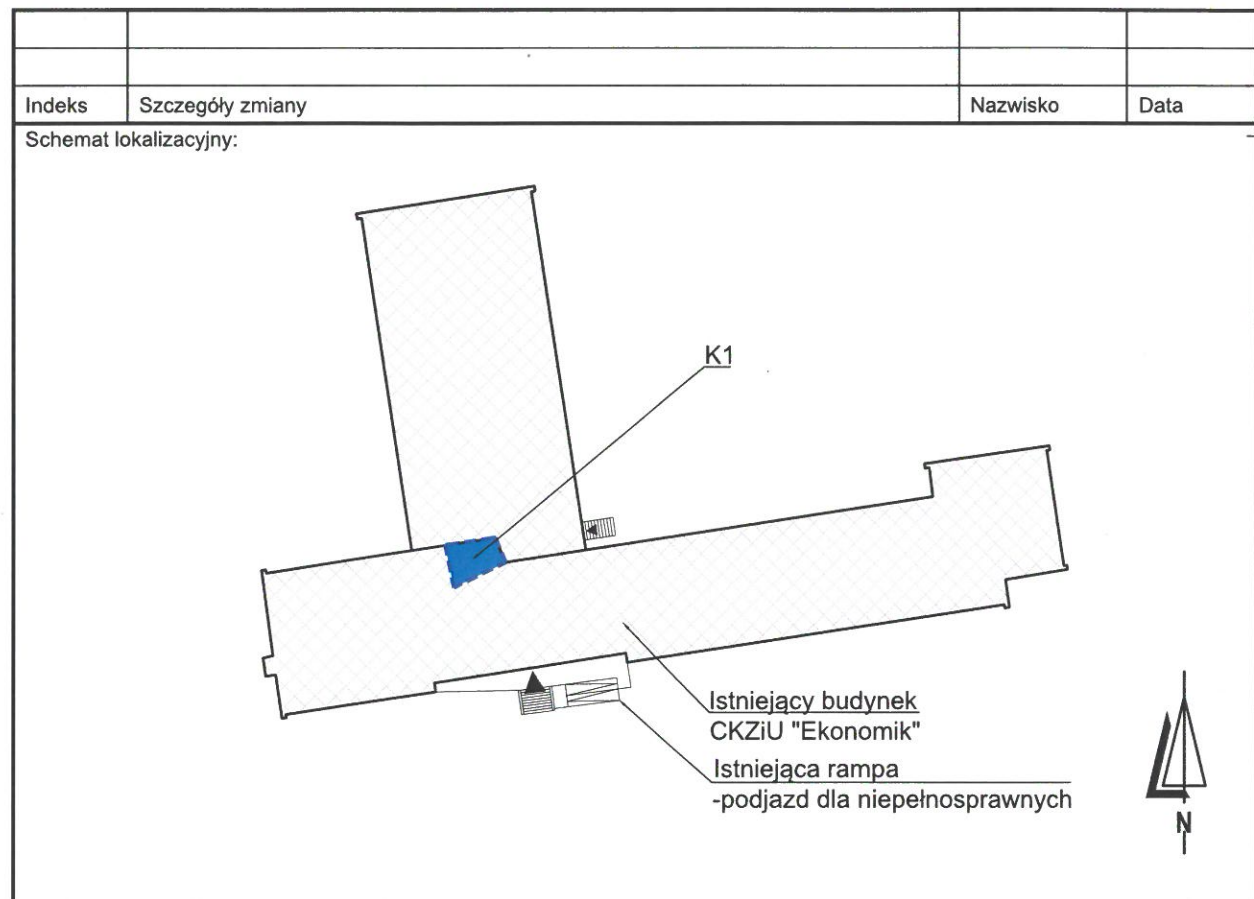 Indeks Szczegóły zmiany Nazwisko Data
Schemat lokalizacyjny:
K1
Istniejący budynek
CKZiU "Ekonomik"
Istniejąca rampa
-podjazd dla niepełnosprawnych
N